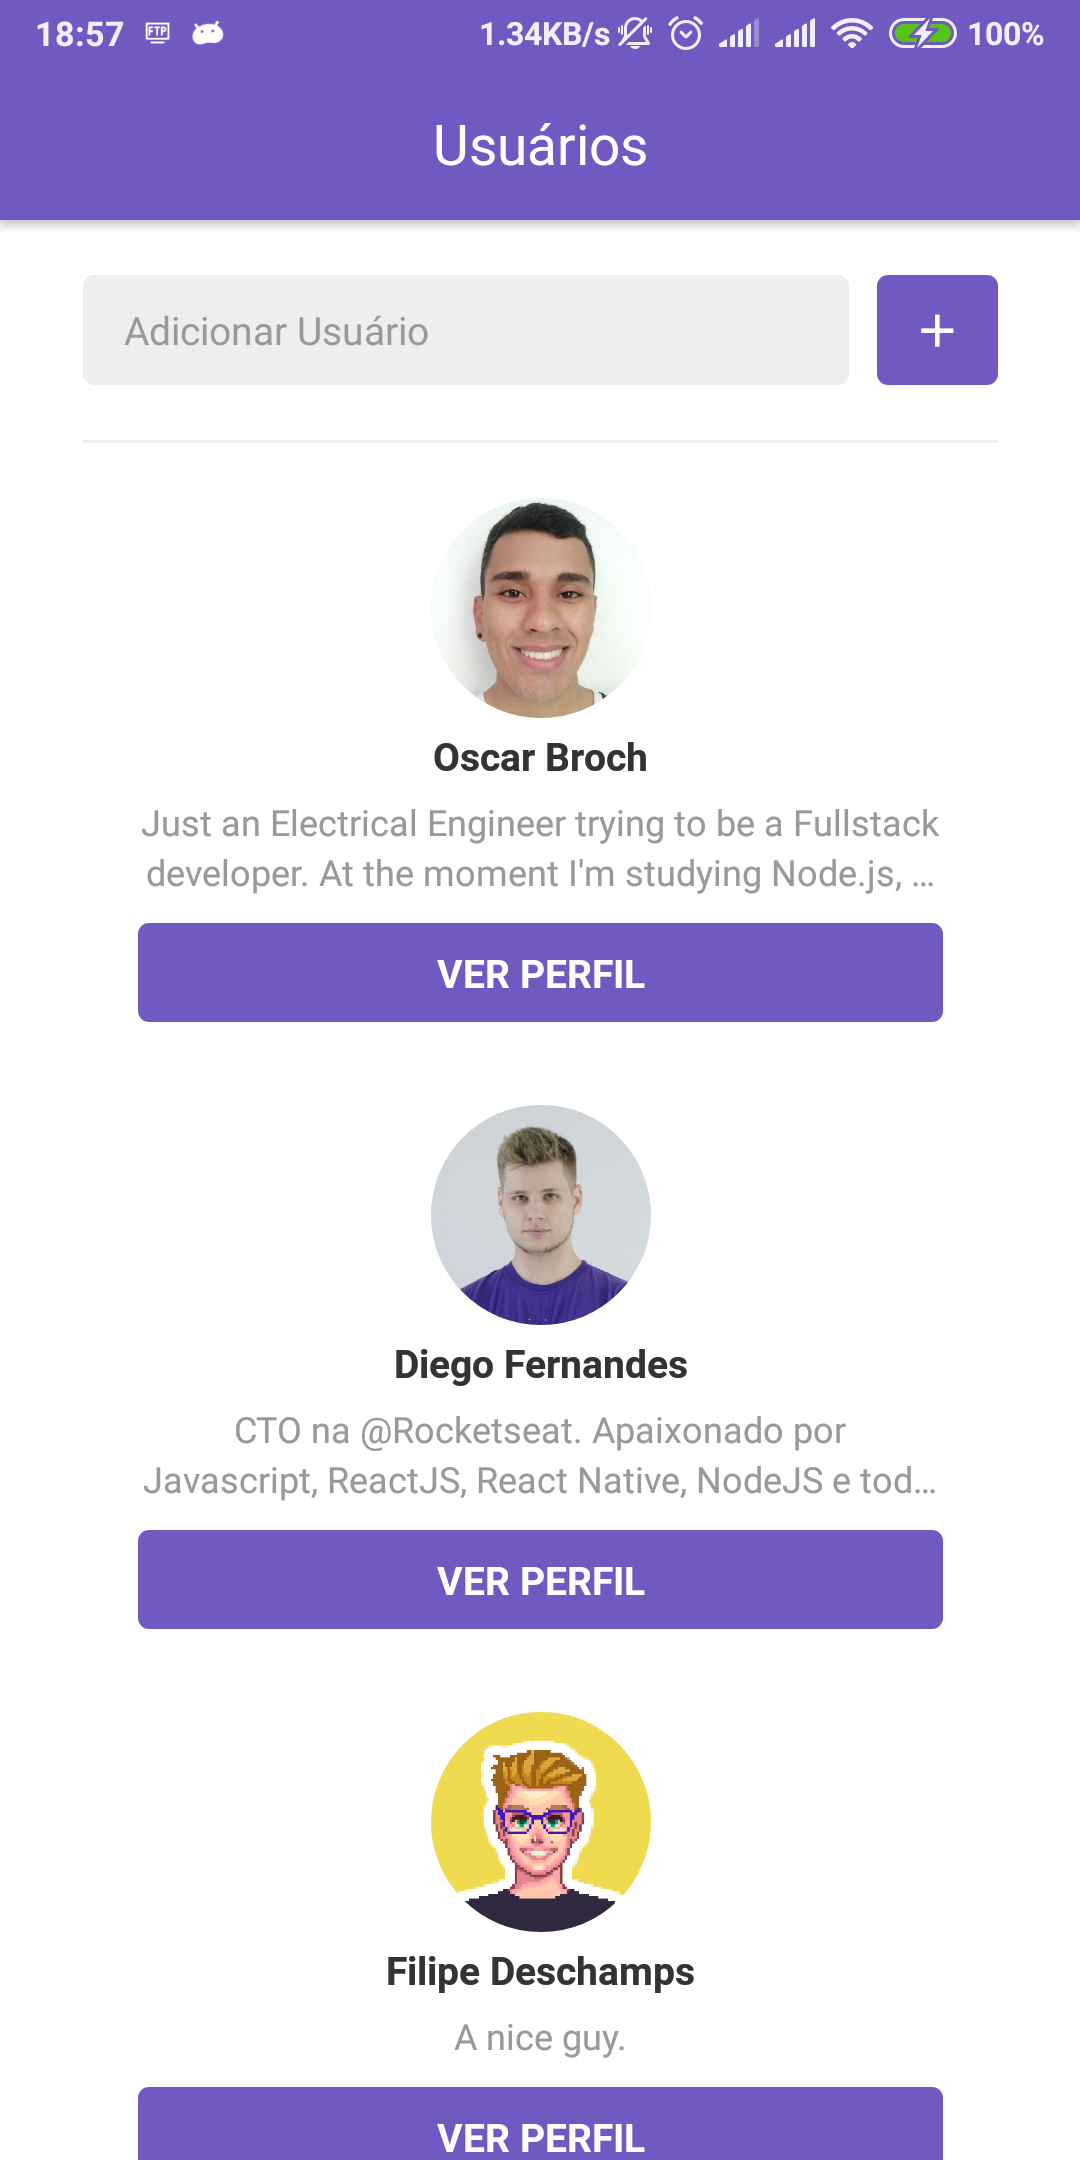 18:57 FTP 1.34KB/s 100%
Usuários
Adicionar Usuário +
Oscar Broch
Just an Electrical Engineer trying to be a Fullstack
developer. At the moment I'm studying Node.js, ...
VER PERFIL
Diego Fernandes
CTO na @Rocketseat. Apaixonado por
Javascript, ReactJS, React Native, NodeJS e tod...
VER PERFIL
Filipe Deschamps
A nice guy.
VER PERFIL